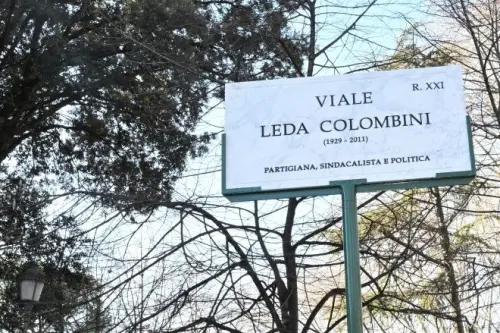 R. XXI
VIALE
LEDA COLOMBINI
(1929 - 2011)
PARTIGIANA, SINDACALISTA E POLITICA